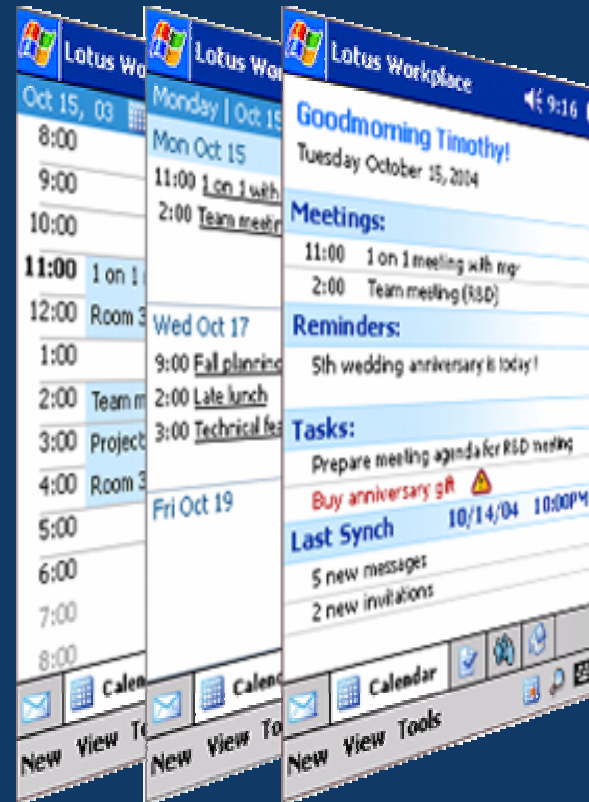 Lotus Wo
Oct 15, 03
8:00
9:00
10:00
11:00 1 on 1
12:00 Room 3
1:00
2:00 Team m
3:00 Project
4:00 Room 3
5:00
6:00
7:00
8:00
Calen
New View To
Lotus Wor
Monday | Oct 15
Mon Oct 15
11:00 1 on 1 with
2:00 Team meetin
Wed Oct 17
9:00 Fall planning
2:00 Late lunch
3:00 Technical fea
Fri Oct 19
Calend
New View To
Lotus Workplace
9:16
Goodmorning Timothy!
Tuesday October 15, 2004
Meetings:
11:00 1 on 1 meeting with mgr
2:00 Team meeting (R&D)
Reminders:
5th wedding anniversary is today!
Tasks:
Prepare meeting agenda for R&D meeting
Buy anniversary gift
Last Synch 10/14/04 10:00PM
5 new messages
2 new invitations
Calendar
New View Tools